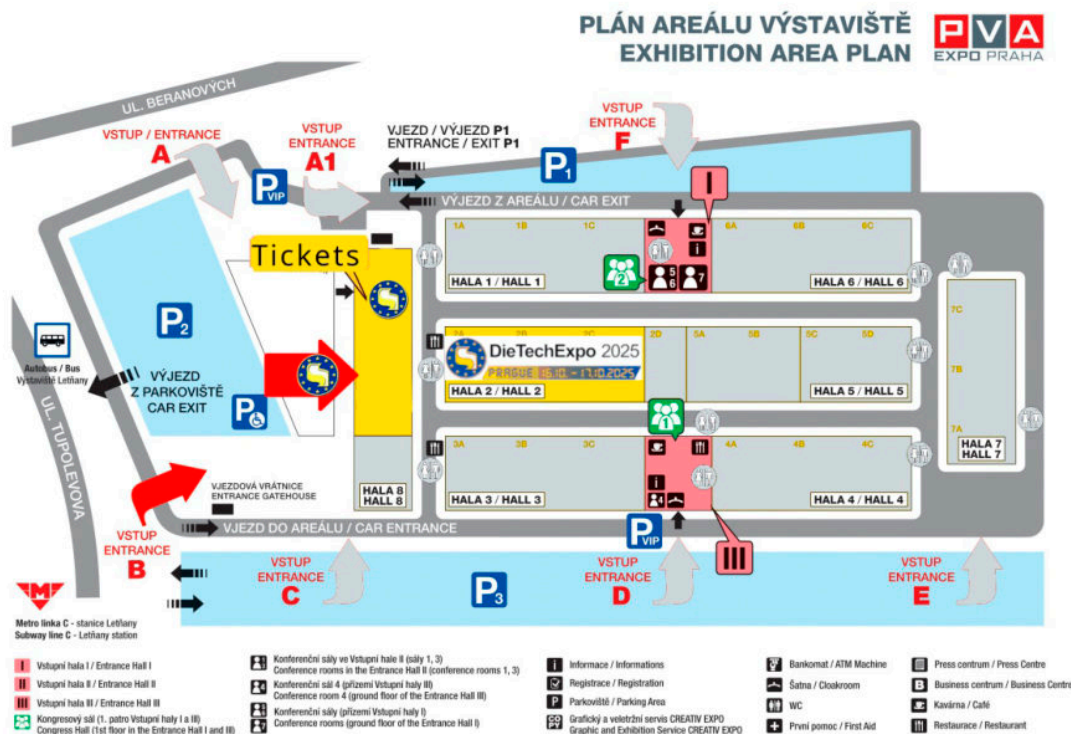 PLÁN AREÁLU VÝSTAVIŠTĚ
EXHIBITION AREA PLAN
PVA
EXPO PRAHA
UL. BERANOVÝCH
VSTUP / ENTRANCE
A
VSTUP
ENTRANCE
A1
VJEZD / VÝJEZD P1
ENTRANCE / EXIT P1
VSTUP
ENTRANCE
F
P1
P VIP
VÝJEZD Z AREÁLU / CAR EXIT
I
1A 1B 1C
6A 6B 6C
Tickets
2
5
6
7
HALA 1 / HALL 1
HALA 6 / HALL 6
7C
P2
2A 2B 2C 2D 5A 5B 5C 5D
DieTechExpo 2025
PRAGUE 15.10. – 17.10.2025
HALA 2 / HALL 2
HALA 5 / HALL 5
7B
Autobus / Bus
Výstaviště Letňany
VÝJEZD
Z PARKOVIŠTĚ
CAR EXIT
P
UL. TUPOLEVOVA
1
3A 3B 3C
4A 4B 4C
7A
HALA 7
HALL 7
4
HALA 8
HALL 8
HALA 3 / HALL 3
HALA 4 / HALL 4
VJEZDOVÁ VRÁTNICE
ENTRANCE GATEHOUSE
VJEZD DO AREÁLU / CAR ENTRANCE
P VIP
III
VSTUP
ENTRANCE
B
VSTUP
ENTRANCE
C
P3
VSTUP
ENTRANCE
D
VSTUP
ENTRANCE
E
M
Metro linka C - stanice Letňany
Subway line C - Letňany station
I Vstupní hala I / Entrance Hall I
II Vstupní hala II / Entrance Hall II
III Vstupní hala III / Entrance Hall III
Kongresový sál (1. patro Vstupní haly I a III)
Congress Hall (1st floor in the Entrance Hall I and III)
Konferenční sály ve Vstupní hale II (sály 1, 3)
Conference rooms in the Entrance Hall II (conference rooms 1, 3)
Konferenční sál 4 (přízemí Vstupní haly III)
Conference room 4 (ground floor of the Entrance Hall III)
Konferenční sály (přízemí Vstupní haly I)
Conference rooms (ground floor of the Entrance Hall I)
i Informace / Informations
Registrace / Registration
P Parkoviště / Parking Area
COPY Grafický a veletržní servis CREATIV EXPO
Graphic and Exhibition Service CREATIV EXPO
Bankomat / ATM Machine
Šatna / Cloakroom
WC
První pomoc / First Aid
Press centrum / Press Centre
B Business centrum / Business Centre
Kavárna / Café
Restaurace / Restaurant